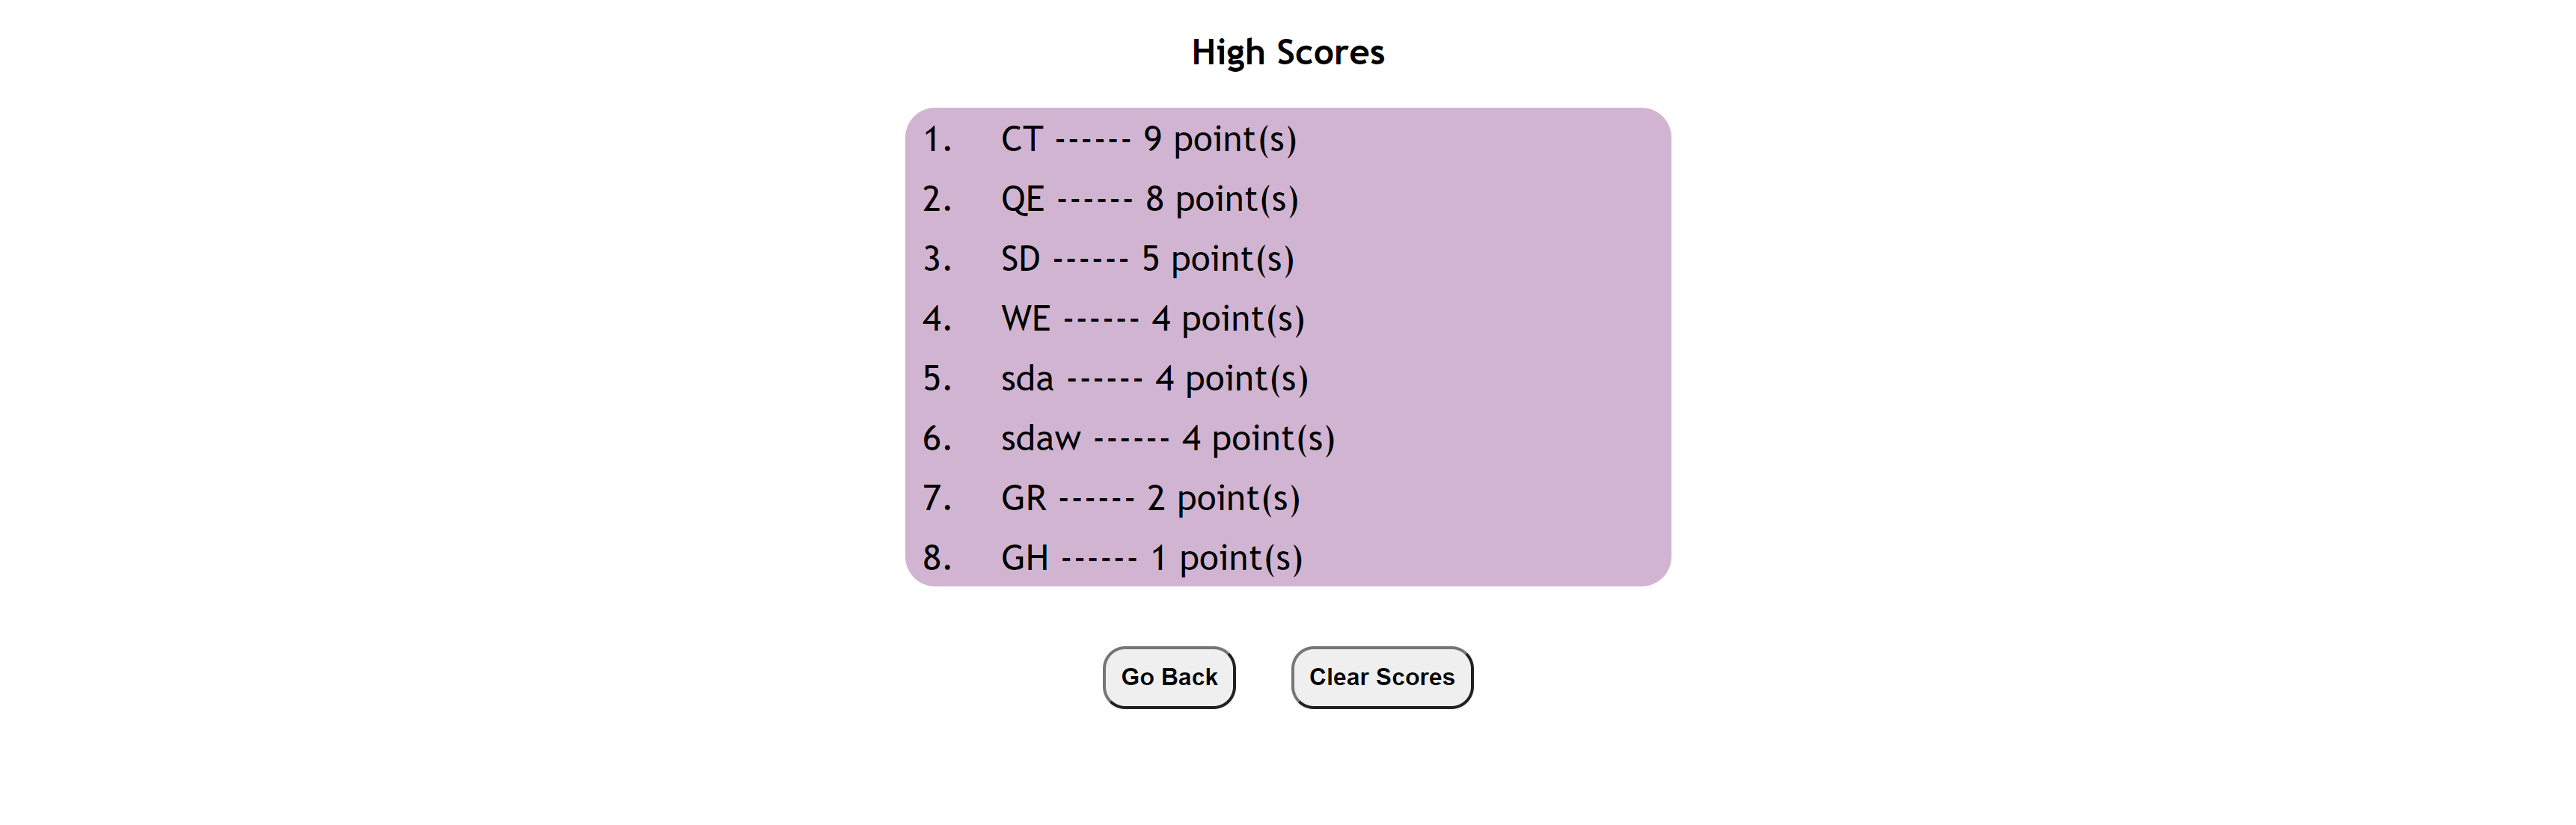 High Scores
1. CT ------ 9 point(s)
2. QE ------ 8 point(s)
3. SD ------ 5 point(s)
4. WE ------ 4 point(s)
5. sda ------ 4 point(s)
6. sdaw ------ 4 point(s)
7. GR ------ 2 point(s)
8. GH ------ 1 point(s)
Go Back Clear Scores